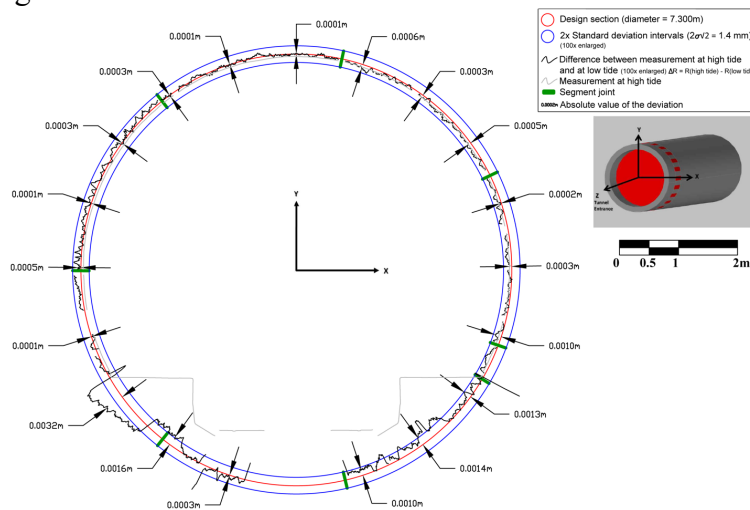 g
0.0001m
0.0001m
0.0006m
0.0003m
0.0003m
0.0003m
0.0005m
0.0001m
0.0002m
0.0005m
0.0003m
0.0001m
0.0010m
0.0032m
0.0013m
0.0016m
0.0014m
0.0003m
0.0010m
Y
X
Design section (diameter = 7.300m)
2x Standard deviation intervals (2σ/2 = 1.4 mm)
(100x enlarged)
Difference between measurement at high tide
and at low tide (100x enlarged) ΔR = R(high tide) - R(low tid
Measurement at high tide
Segment joint
0.0002m Absolute value of the deviation
Y
X
Z
Tunnel
Entrance
0 0.5 1 2m